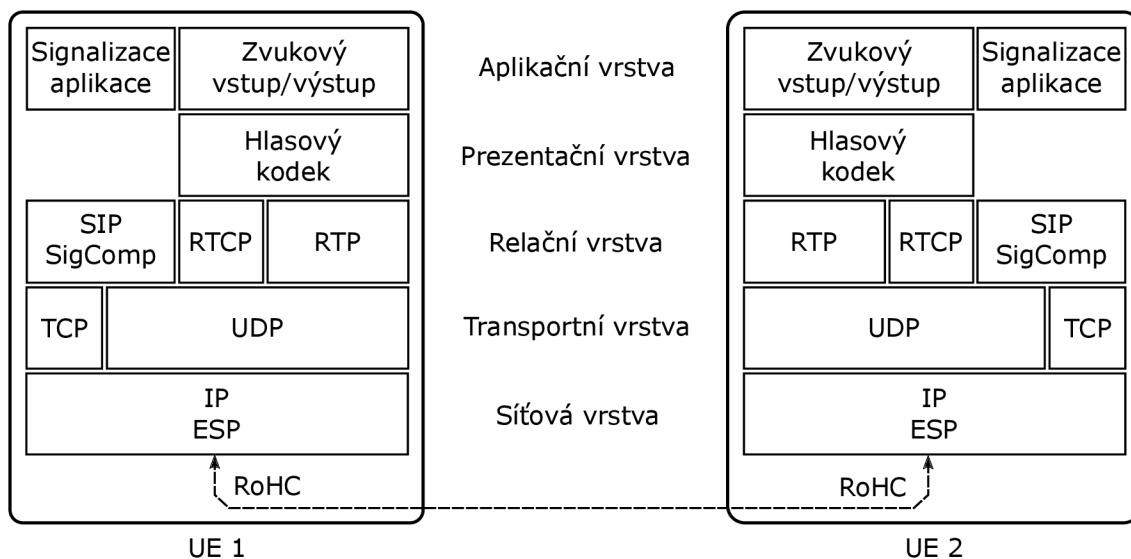 Signalizace
aplikace
Zvukový
vstup/výstup
Aplikační vrstva
Zvukový
vstup/výstup
Signalizace
aplikace
Hlasový
kodek
Prezentační vrstva
Hlasový
kodek
SIP
SigComp
RTCP
RTP
Relační vrstva
RTP
RTCP
SIP
SigComp
TCP
UDP
Transportní vrstva
UDP
TCP
IP
ESP
Síťová vrstva
IP
ESP
RoHC
RoHC
UE 1
UE 2